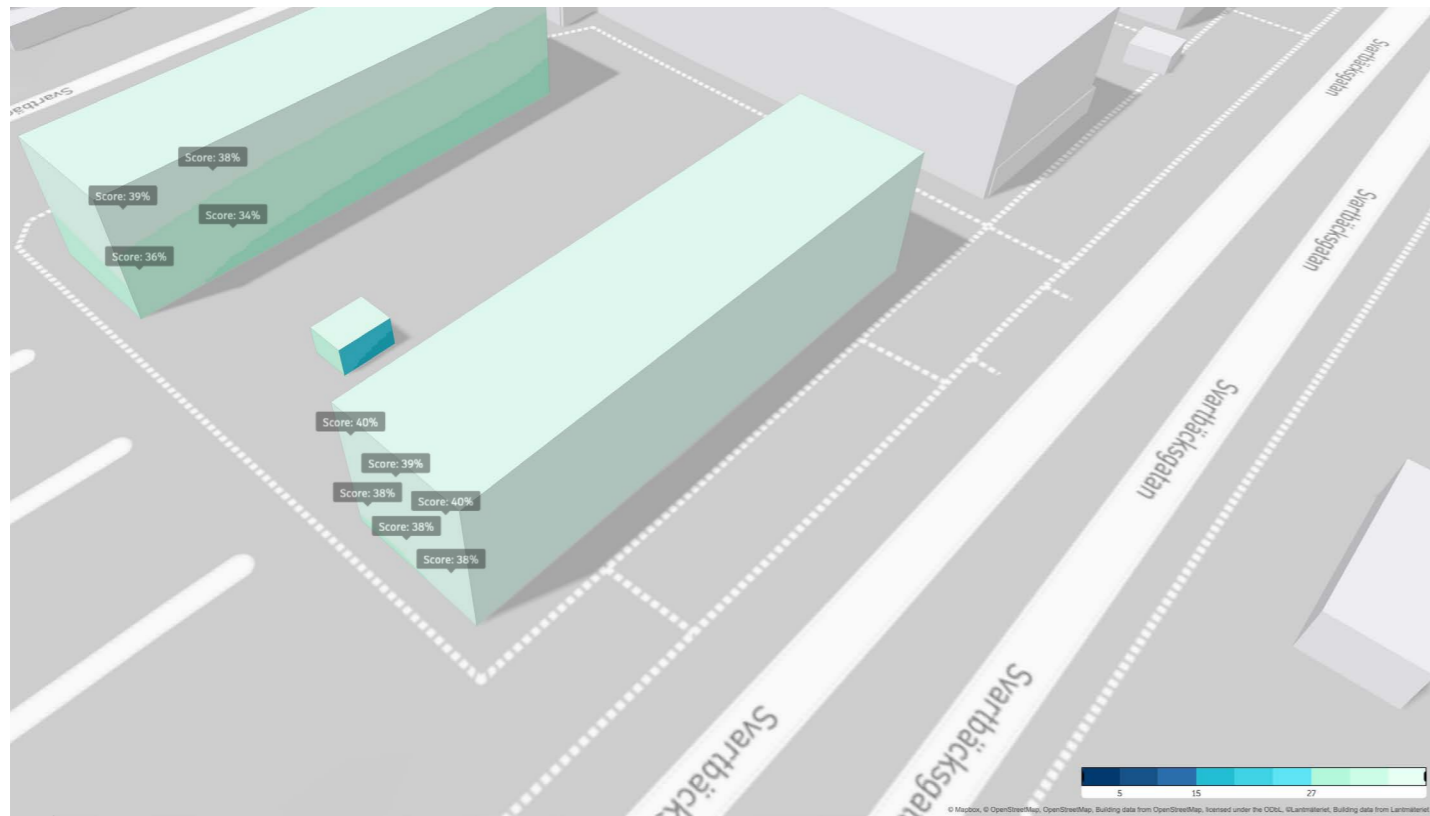 Svartbäcksgatan
Svartbä
Score: 38%
Score: 39%
Score: 34%
Svartbäcksgatan
Score: 36%
Score: 40%
Svartbäcksgatan
Score: 39%
Score: 38%
Score: 40%
Score: 38%
Score: 38%
Svartbäcks
Svartbäcksga
5 15 27
© Mapbox, © OpenStreetMap, OpenStreetMap, Building data from OpenStreetMap, licensed under the ODbL, ©Lantmäteriet, Building data from Lantmäteriet